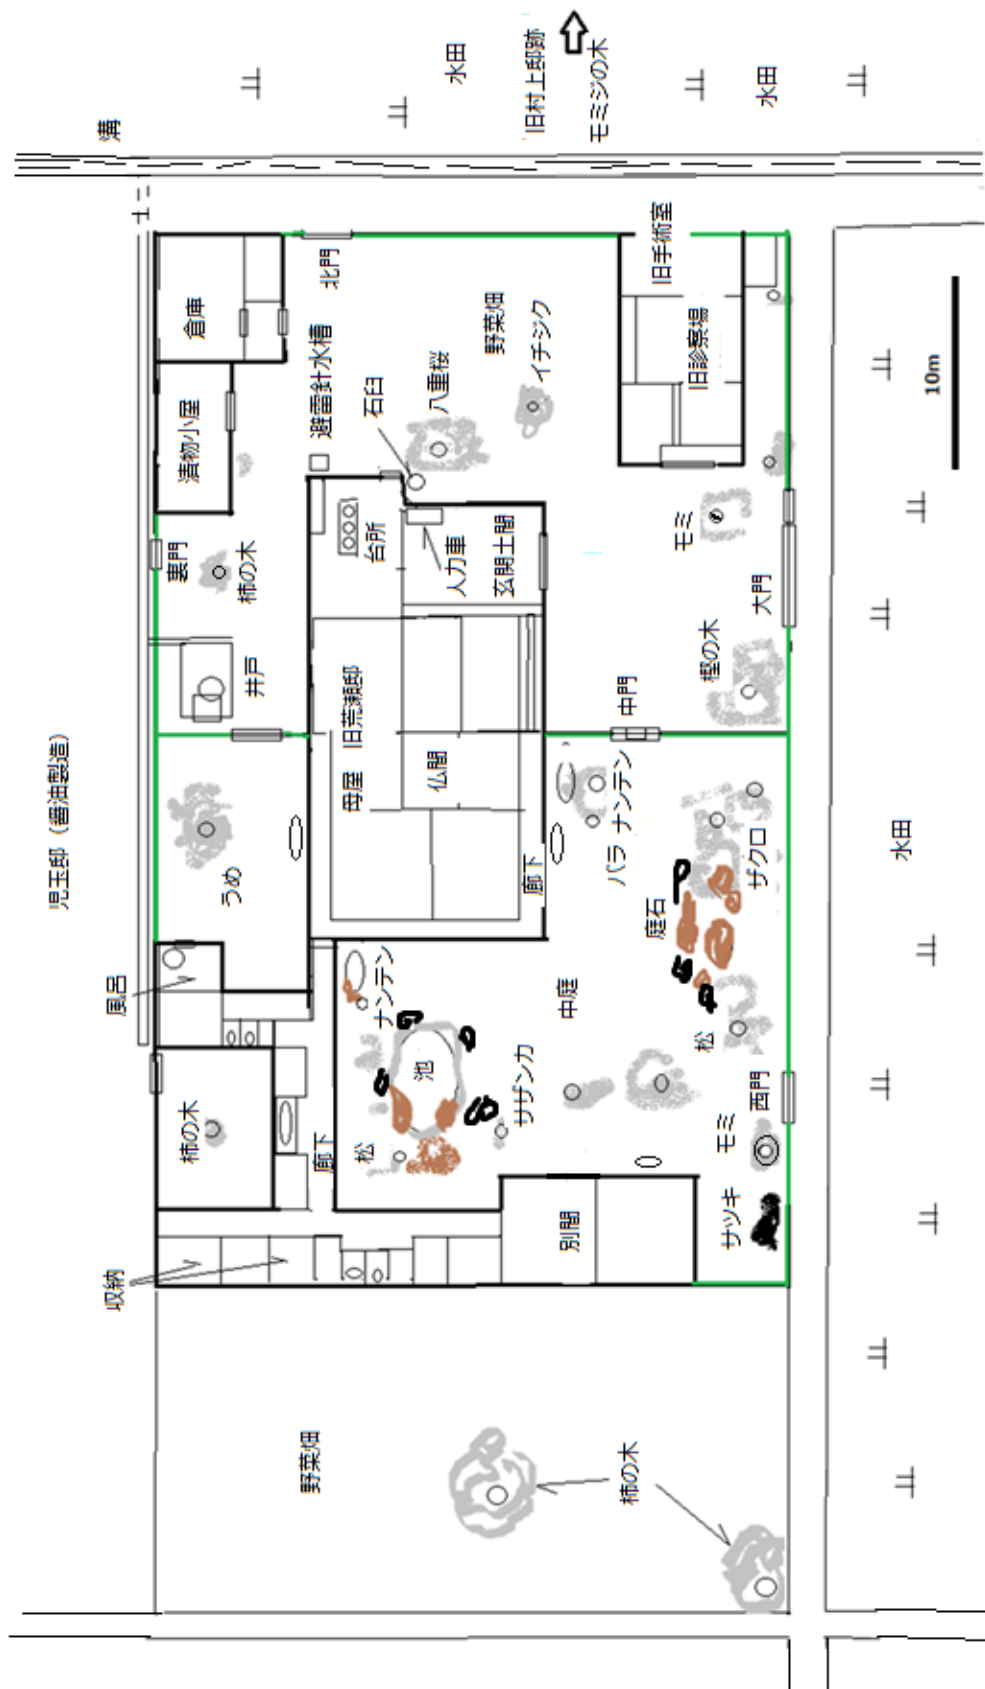 児玉邸（醤油製造）
溝
水田
旧村上邸跡
モミジの木
水田
倉庫
北門
漬物小屋
避雷針水槽
石臼
八重桜
野菜畑
イチジク
旧手術室
旧診察場
10m
裏門
柿の木
台所
人力車
玄関土間
モミ
大門
井戸
母屋
旧荒瀬邸
仏間
中門
樫の木
うめ
廊下
バラ
ナンテン
庭石
ザクロ
水田
風呂
ナンテン
池
中庭
松
サザンカ
西門
モミ
柿の木
廊下
松
サツキ
別間
収納
野菜畑
柿の木